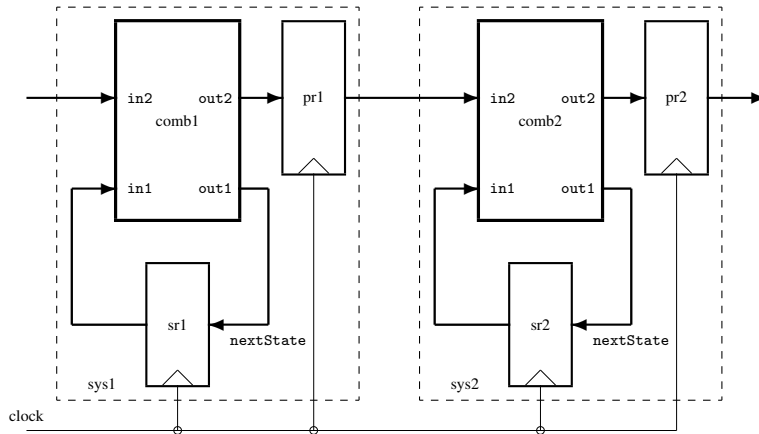 in2 out2 pr1 in2 out2 pr2
comb1 comb2
in1 out1 in1 out1
sr1 sr2
nextState nextState
sys1 sys2
clock